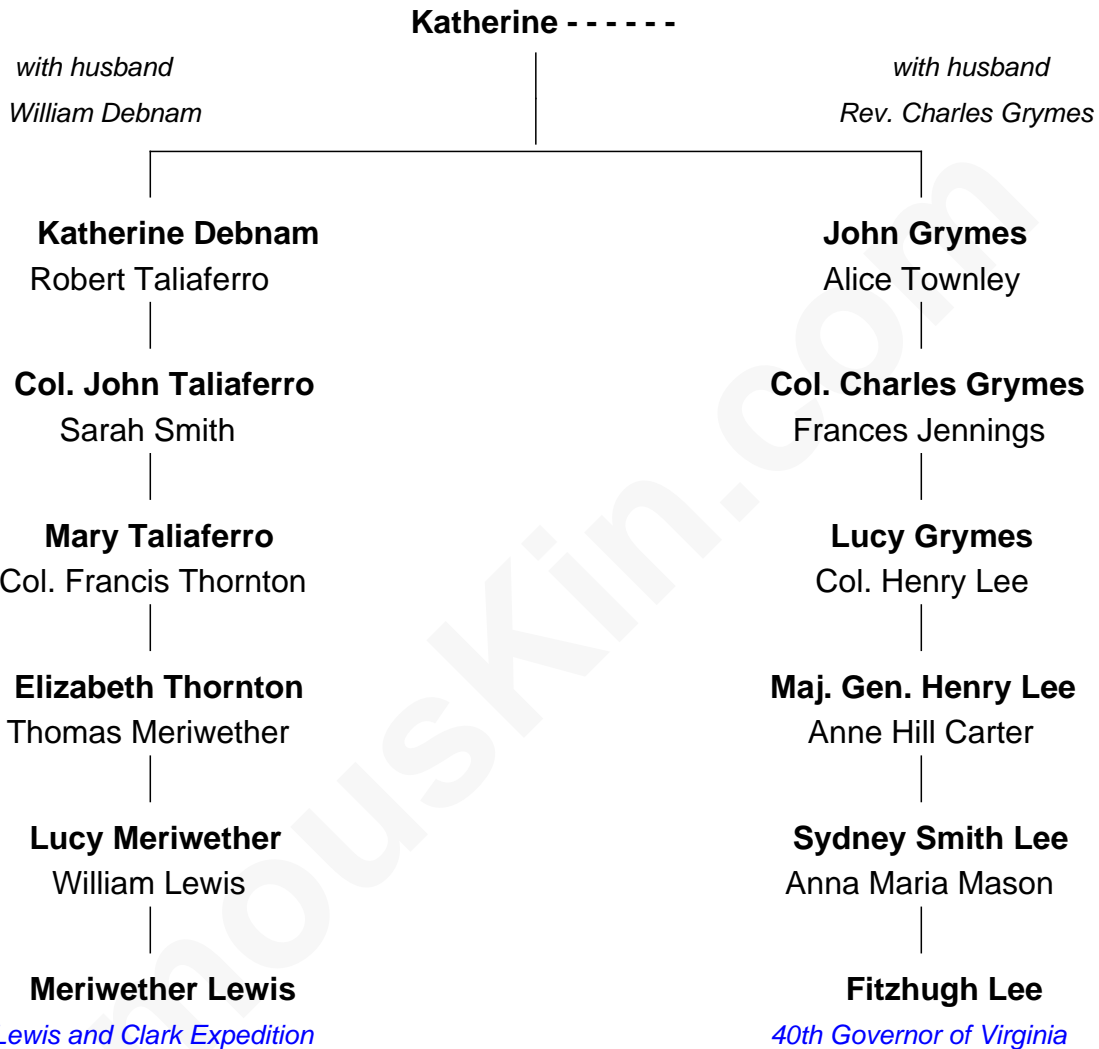 Katherine - - - - - -
with husband
William Debnam
with husband
Rev. Charles Grymes
Katherine Debnam
Robert Taliaferro
John Grymes
Alice Townley
Col. John Taliaferro
Sarah Smith
Col. Charles Grymes
Frances Jennings
Mary Taliaferro
Col. Francis Thornton
Lucy Grymes
Col. Henry Lee
Elizabeth Thornton
Thomas Meriwether
Maj. Gen. Henry Lee
Anne Hill Carter
Lucy Meriwether
William Lewis
Sydney Smith Lee
Anna Maria Mason
Meriwether Lewis
Lewis and Clark Expedition
Fitzhugh Lee
40th Governor of Virginia
mousKin.com